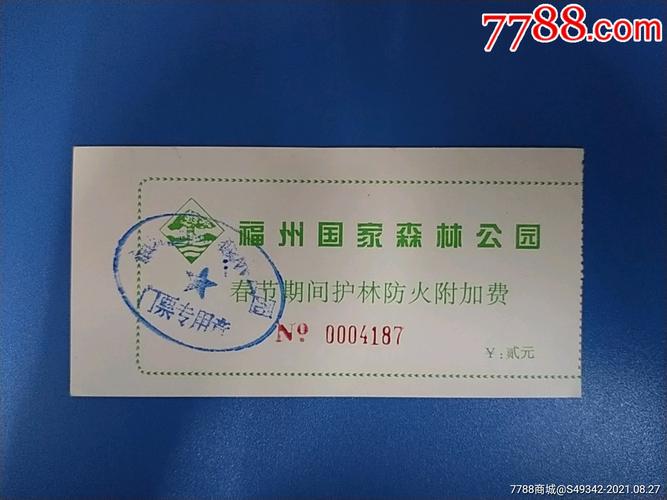 7788.com
福州国家森林公园
春节期间护林防火附加费
门票专用章
Nº 0004187
¥：贰元
7788商城@S49342-2021.08.27